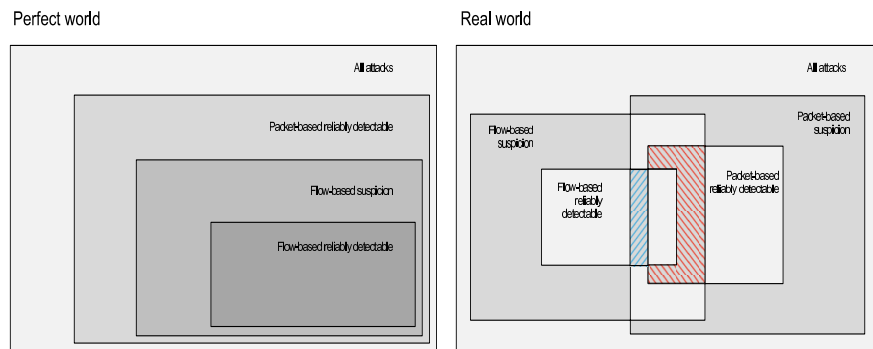 Perfect world
All attacks
Packet-based reliably detectable
Flow-based suspicion
Flow-based reliably detectable
Real world
All attacks
Packet-based
suspicion
Flow-based
suspicion
Flow-based
reliably
detectable
Packet-based
reliably detectable